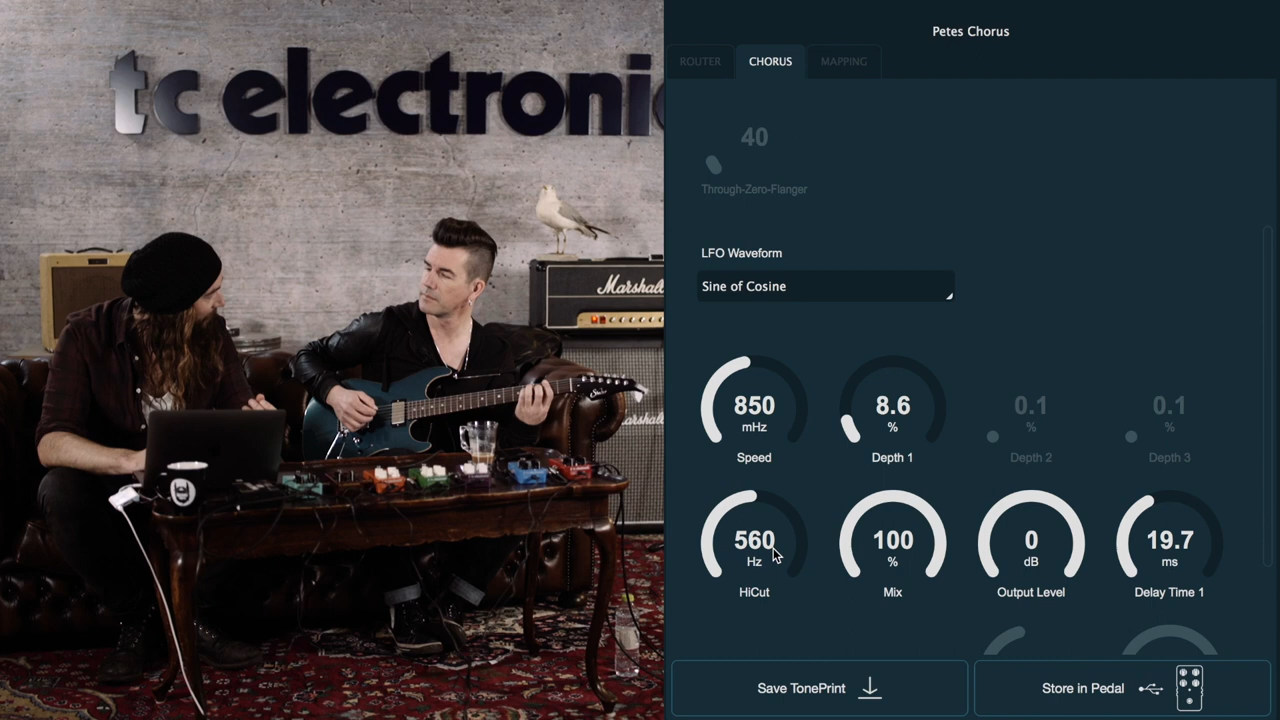 tc electronic
Marshall
Petes Chorus
ROUTER
CHORUS
MAPPING
40
Through-Zero-Flanger
LFO Waveform
Sine of Cosine
850
mHz
Speed
8.6
%
Depth 1
0.1
%
Depth 2
0.1
%
Depth 3
560
Hz
HiCut
100
%
Mix
0
dB
Output Level
19.7
ms
Delay Time 1
Save TonePrint
Store in Pedal